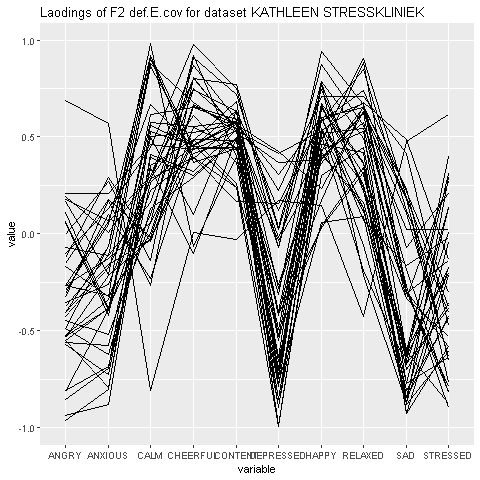 Laodings of F2 def.E.cov for dataset KATHLEEN STRESSKLINIEK
1.0
0.5
value
0.0
-0.5
-1.0
ANGRY ANXIOUS CALM CHEERFUL CONTENT DEPRESSED HAPPY RELAXED SAD STRESSED
variable